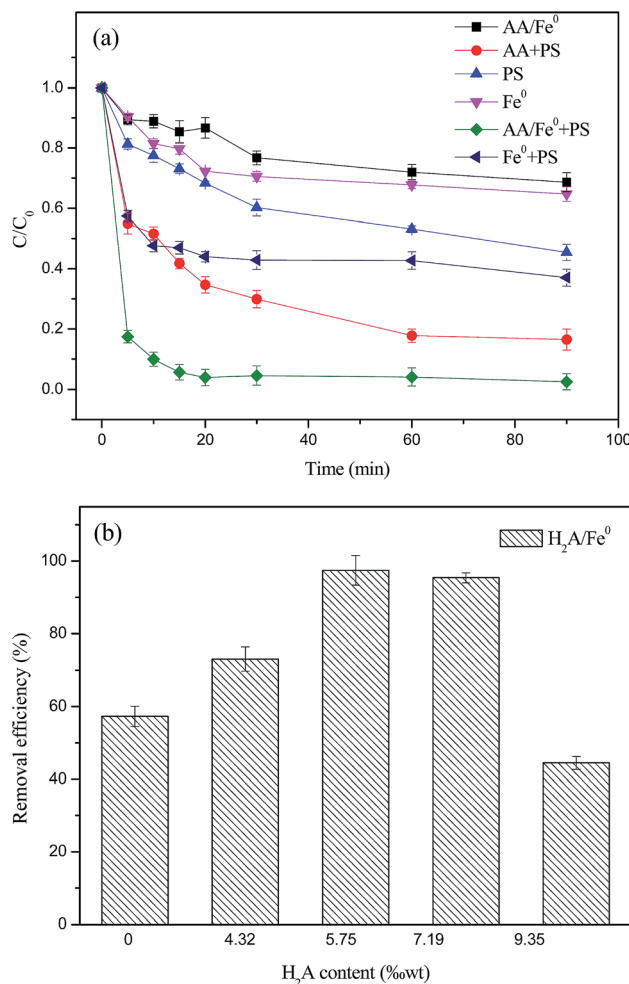 (a)
AA/Fe⁰
AA+PS
PS
Fe⁰
AA/Fe⁰+PS
Fe⁰+PS
1.0
0.8
0.6
0.4
0.2
0.0
C/C₀
0 20 40 60 80 100
Time (min)
(b)
H₂A/Fe⁰
100
80
60
40
20
0
Removal efficiency (%)
0 4.32 5.75 7.19 9.35
H₂A content (‰wt)